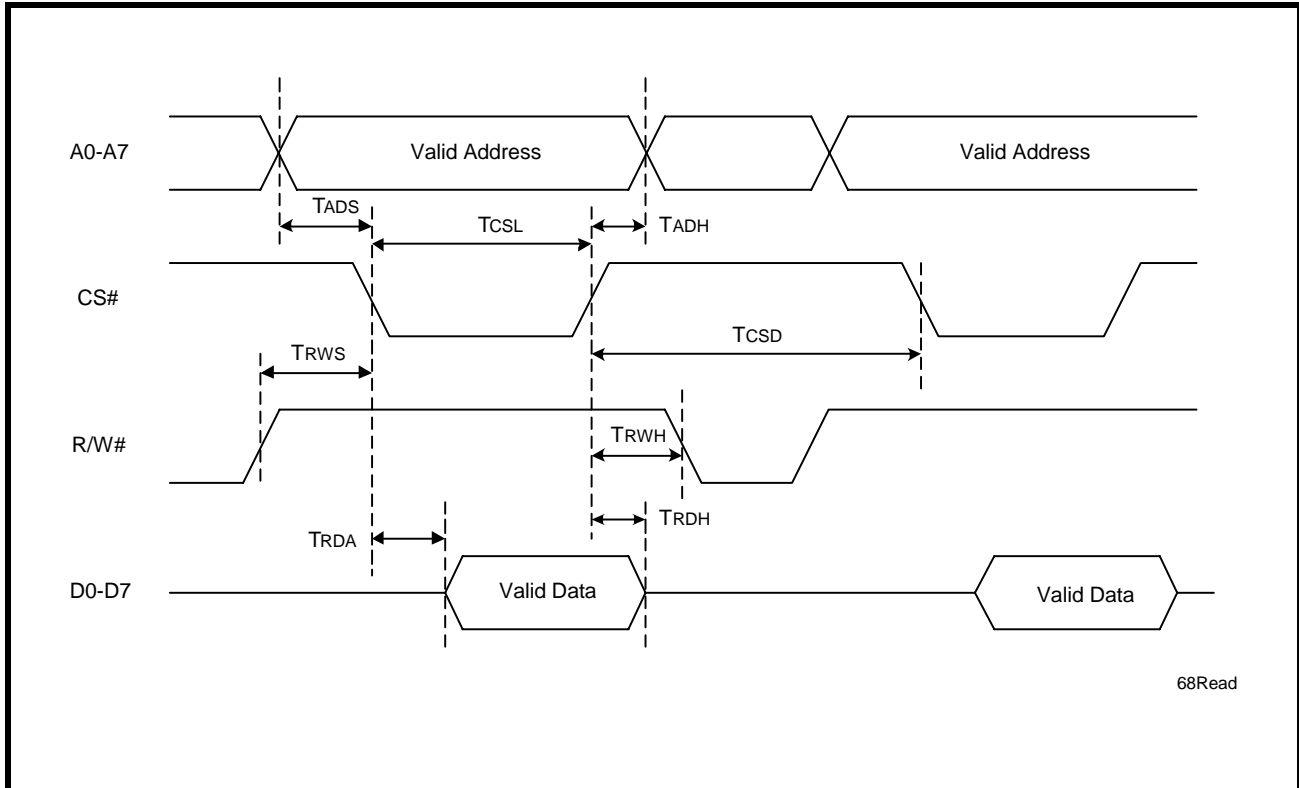 A0-A7
Valid Address
Valid Address
TADS
TCSL
TADH
CS#
TCSD
TRWS
R/W#
TRWH
TRDA
TRDH
D0-D7
Valid Data
Valid Data
68Read